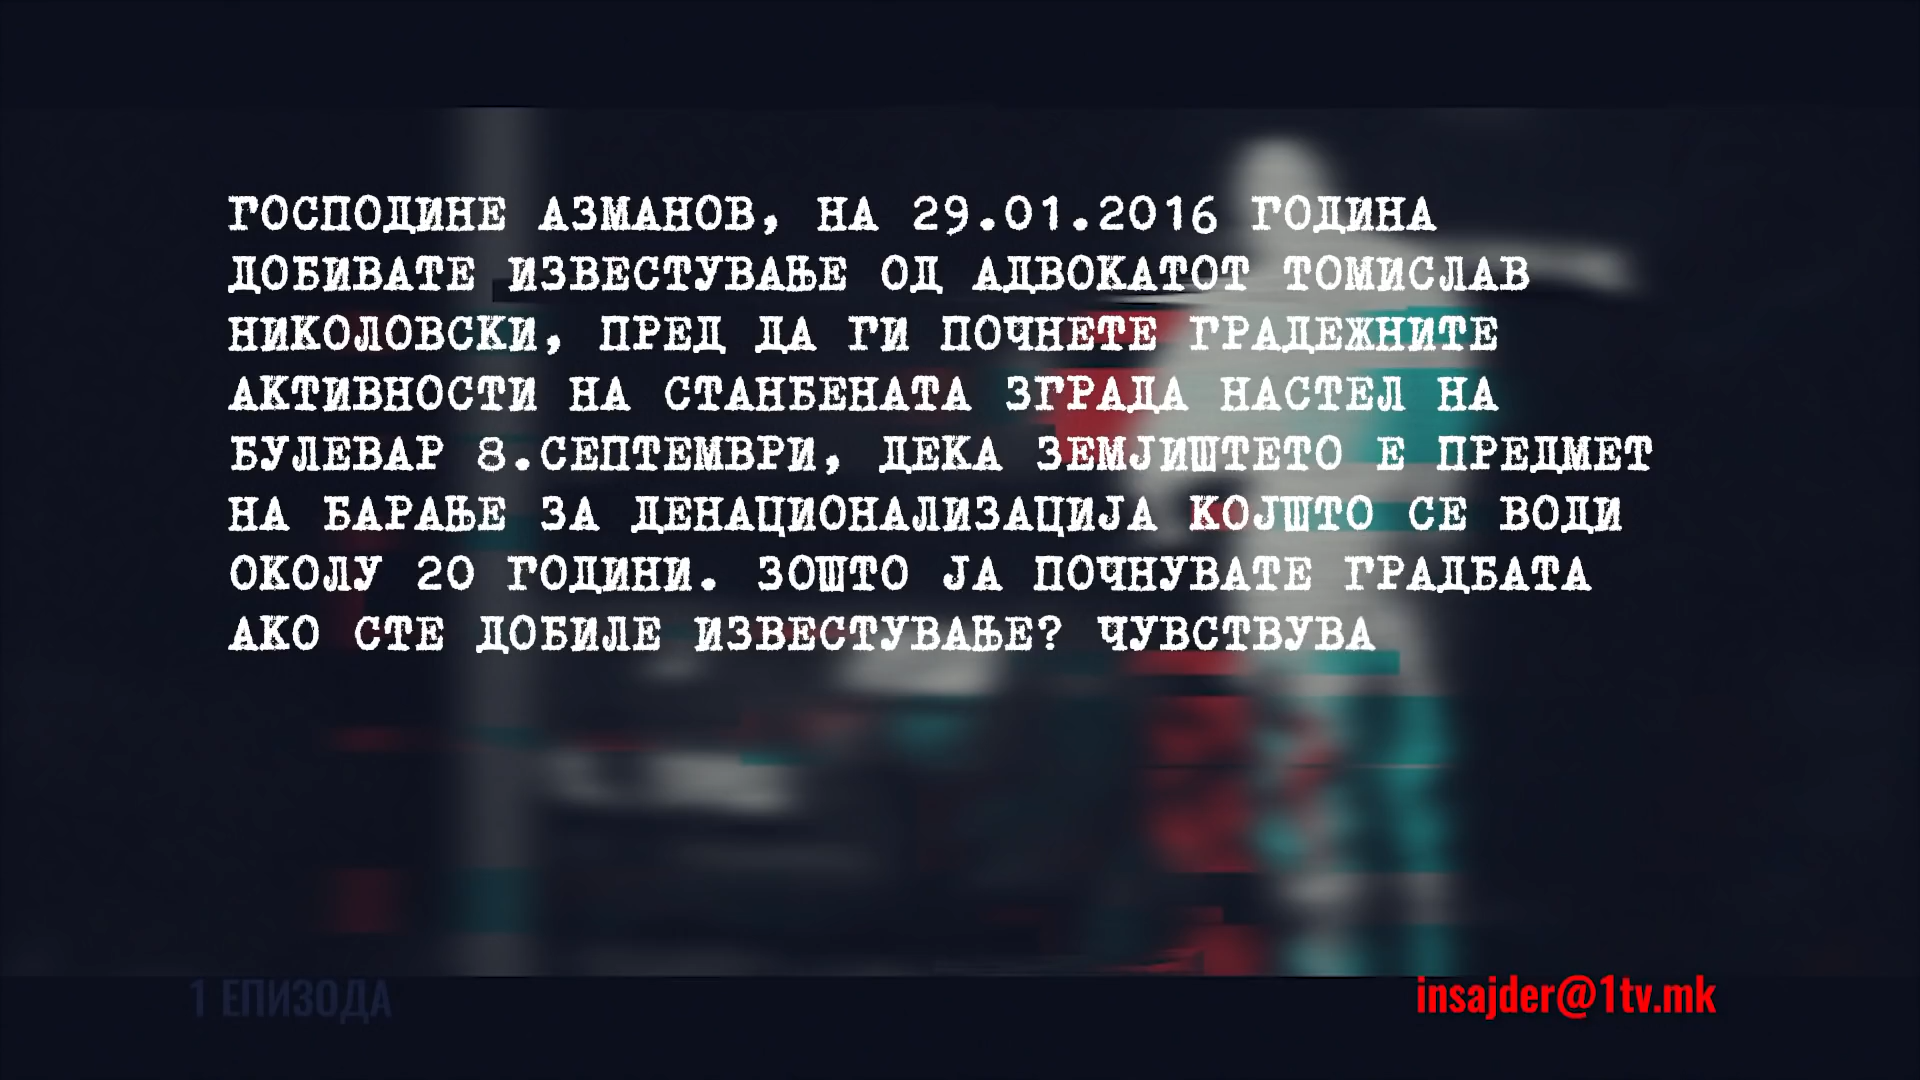 ГОСПОДИНЕ АЗМАНОВ, НА 29.01.2016 ГОДИНА
ДОБИВАТЕ ИЗВЕСТУВАЊЕ ОД АДВОКАТОТ ТОМИСЛАВ
НИКОЛОВСКИ, ПРЕД ДА ГИ ПОЧНЕТЕ ГРАДЕЖНИТЕ
АКТИВНОСТИ НА СТАНБЕНАТА ЗГРАДА НАСТЕЛ НА
БУЛЕВАР 8.СЕПТЕМВРИ, ДЕКА ЗЕМЈИШТЕТО Е ПРЕДМЕТ
НА БАРАЊЕ ЗА ДЕНАЦИОНАЛИЗАЦИЈА КОЈШТО СЕ ВОДИ
ОКОЛУ 20 ГОДИНИ. ЗОШТО ЈА ПОЧНУВАТЕ ГРАДБАТА
АКО СТЕ ДОБИЛЕ ИЗВЕСТУВАЊЕ? ЧУВСТВУВА
1 ЕПИЗОДА
insajder@1tv.mk